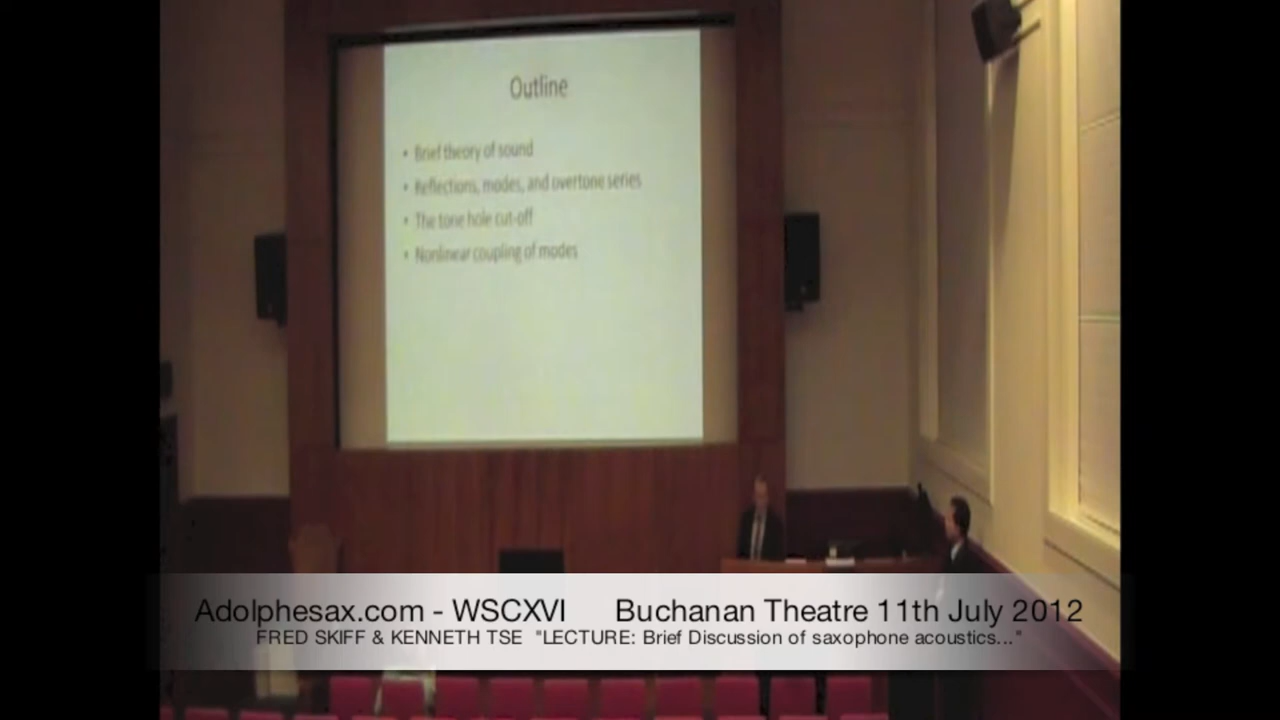 Outline
• Brief theory of sound
• Reflections, modes, and overtone series
• The tone hole cut-off
• Nonlinear coupling of modes
Adolphesax.com - WSCXVI Buchanan Theatre 11th July 2012
FRED SKIFF & KENNETH TSE "LECTURE: Brief Discussion of saxophone acoustics..."